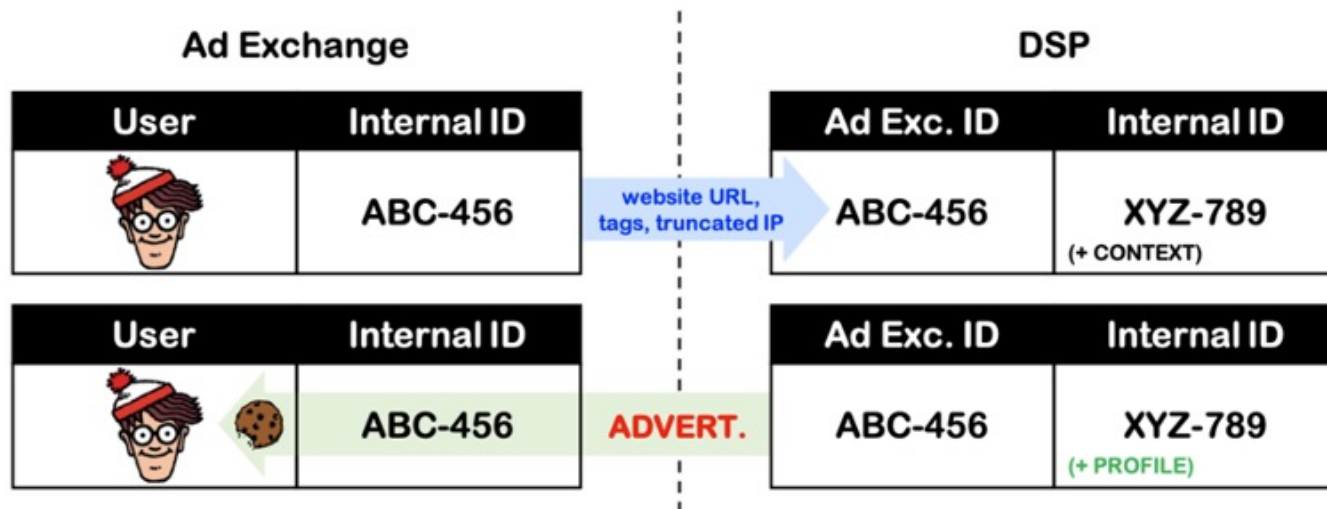 Ad Exchange
DSP
User Internal ID
Ad Exc. ID Internal ID
ABC-456
website URL,
tags, truncated IP
ABC-456
XYZ-789
(+ CONTEXT)
User Internal ID
Ad Exc. ID Internal ID
ABC-456
ADVERT.
ABC-456
XYZ-789
(+ PROFILE)